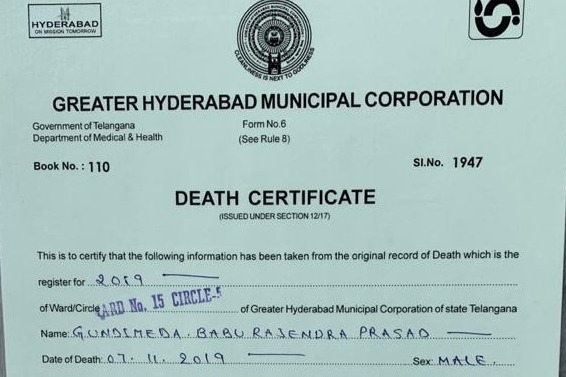 HYDERABAD
ON MISSION TOMORROW
CLEANLINESS IS NEXT TO GODLINESS
GREATER HYDERABAD MUNICIPAL CORPORATION
Government of Telangana Form No.6
Department of Medical & Health (See Rule 8)
Book No. : 110 Sl.No. 1947
DEATH CERTIFICATE
(ISSUED UNDER SECTION 12/17)
This is to certify that the following information has been taken from the original record of Death which is the
register for 2019
of Ward/Circle ARD No. 15 CIRCLE-5 of Greater Hyderabad Municipal Corporation of state Telangana
Name: GUNDIMEDA. BABU RAJENDRA PRASAD
Date of Death: 07. 11. 2019 Sex: MALE.